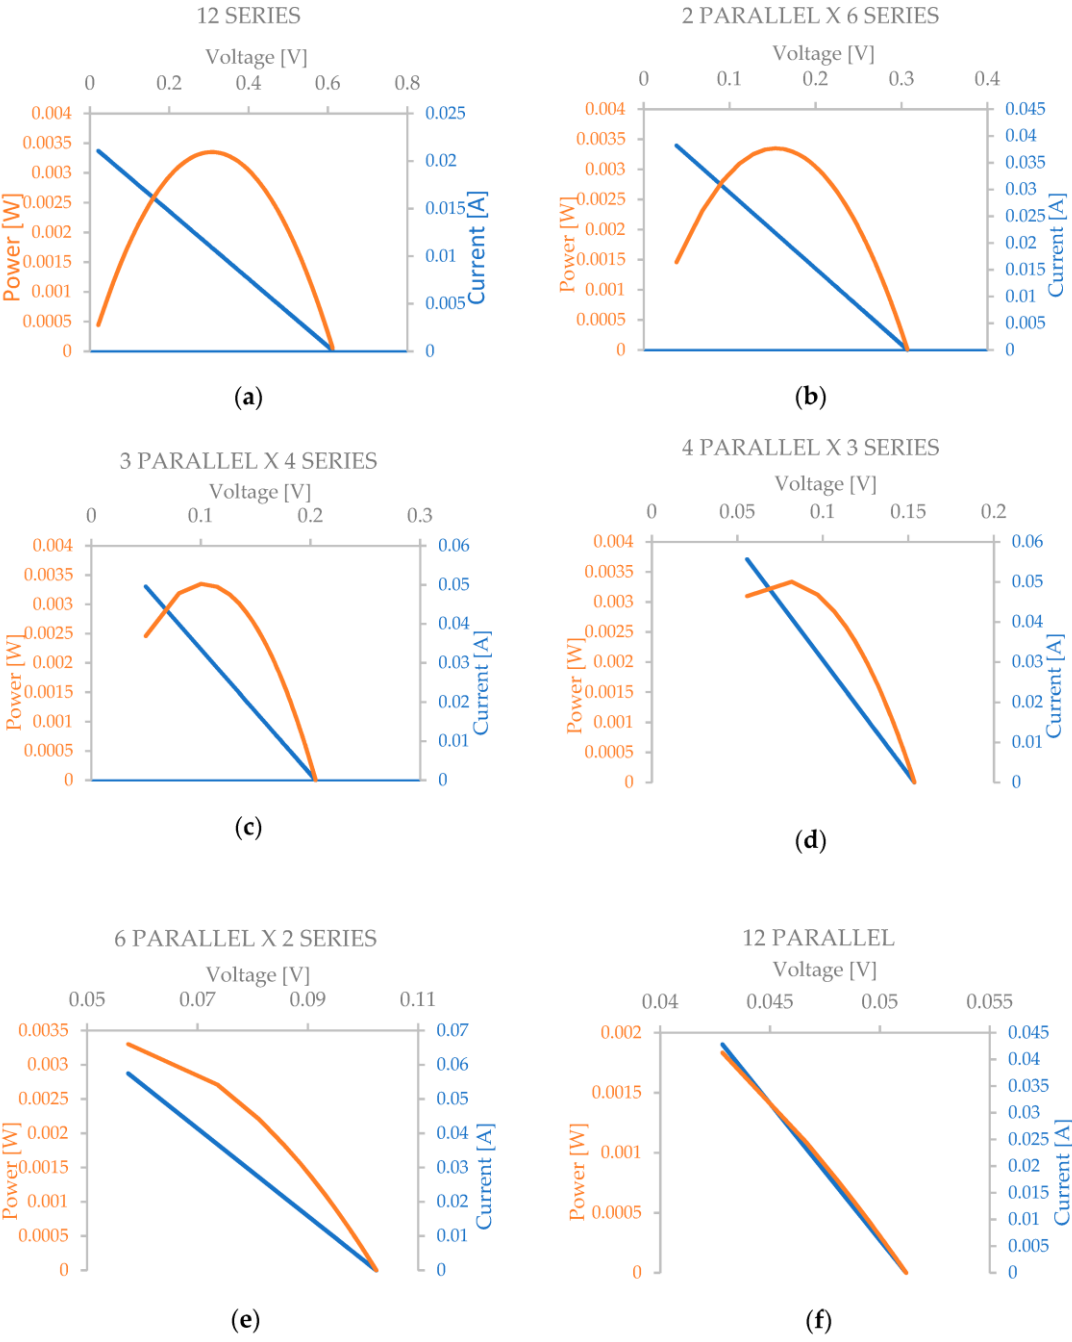 12 SERIES
Voltage [V]
0 0.2 0.4 0.6 0.8
0.004 0.025
0.0035
0.003 0.02
0.0025
0.002 0.015
0.0015 0.01
0.001
0.0005 0.005
0 0
Power [W]
Current [A]
(a)
2 PARALLEL X 6 SERIES
Voltage [V]
0 0.1 0.2 0.3 0.4
0.004 0.045
0.0035 0.04
0.003 0.035
0.0025 0.03
0.002 0.025
0.0015 0.02
0.001 0.015
0.0005 0.01
0 0.005
0
Power [W]
Current [A]
(b)
3 PARALLEL X 4 SERIES
Voltage [V]
0 0.1 0.2 0.3
0.004 0.06
0.0035 0.05
0.003 0.04
0.0025
0.002 0.03
0.0015 0.02
0.001 0.01
0.0005
0 0
Power [W]
Current [A]
(c)
4 PARALLEL X 3 SERIES
Voltage [V]
0 0.05 0.1 0.15 0.2
0.004 0.06
0.0035 0.05
0.003 0.04
0.0025
0.002 0.03
0.0015 0.02
0.001 0.01
0.0005
0 0
Power [W]
Current [A]
(d)
6 PARALLEL X 2 SERIES
Voltage [V]
0.05 0.07 0.09 0.11
0.0035 0.07
0.003 0.06
0.0025 0.05
0.002 0.04
0.0015 0.03
0.001 0.02
0.0005 0.01
0 0
Power [W]
Current [A]
(e)
12 PARALLEL
Voltage [V]
0.04 0.045 0.05 0.055
0.002 0.045
0.04
0.0015 0.035
0.03
0.001 0.025
0.02
0.0005 0.015
0.01
0.005
0 0
Power [W]
Current [A]
(f)